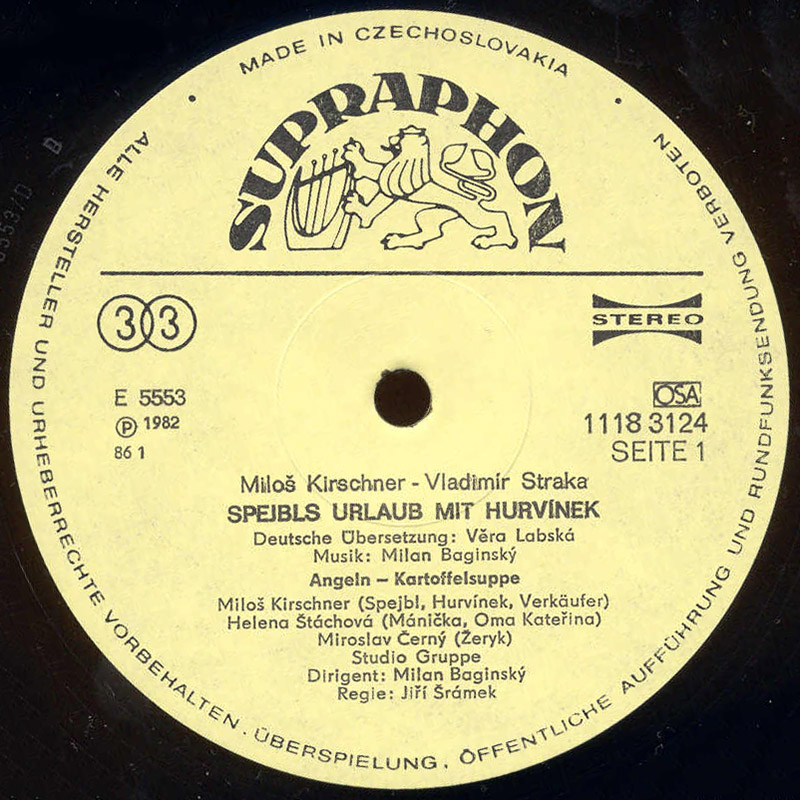 MADE IN CZECHOSLOVAKIA
SUPRAPHON
33
STEREO
E 5553
℗ 1982
86 1
OSA
1118 3124
SEITE 1
Miloš Kirschner - Vladimír Straka
SPEJBLS URLAUB MIT HURVÍNEK
Deutsche Übersetzung: Věra Labská
Musik: Milan Baginský
Angeln – Kartoffelsuppe
Miloš Kirschner (Spejbl, Hurvínek, Verkäufer)
Helena Štáchová (Mánička, Oma Kateřina)
Miroslav Černý (Žeryk)
Studio Gruppe
Dirigent: Milan Baginský
Regie: Jiří Šrámek
ALLE HERSTELLER UND URHEBERRECHTE VORBEHALTEN. ÜBERSPIELUNG, ÖFFENTLICHE AUFFÜHRUNG UND RUNDFUNKSENDUNG VERBOTEN